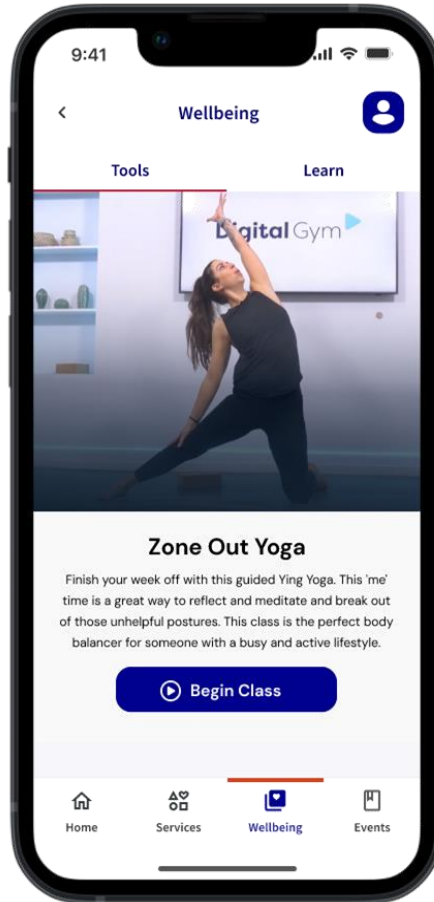 9:41
Wellbeing
Tools
Learn
Digital Gym
Zone Out Yoga
Finish your week off with this guided Ying Yoga. This 'me'
time is a great way to reflect and meditate and break out
of those unhelpful postures. This class is the perfect body
balancer for someone with a busy and active lifestyle.
Begin Class
Home
Services
Wellbeing
Events